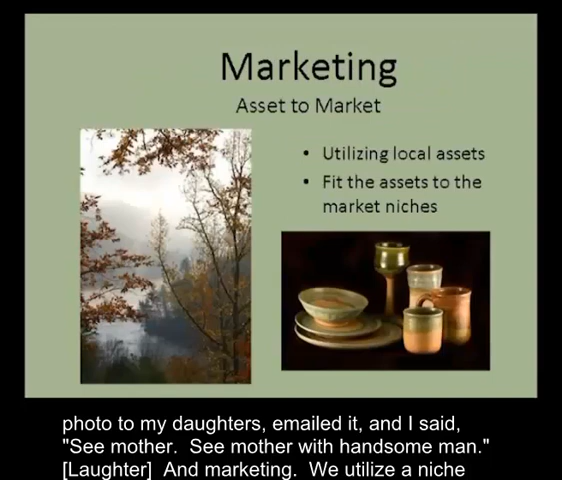 Marketing
Asset to Market
• Utilizing local assets
• Fit the assets to the
market niches
photo to my daughters, emailed it, and I said,
"See mother.  See mother with handsome man."
[Laughter]  And marketing.  We utilize a niche